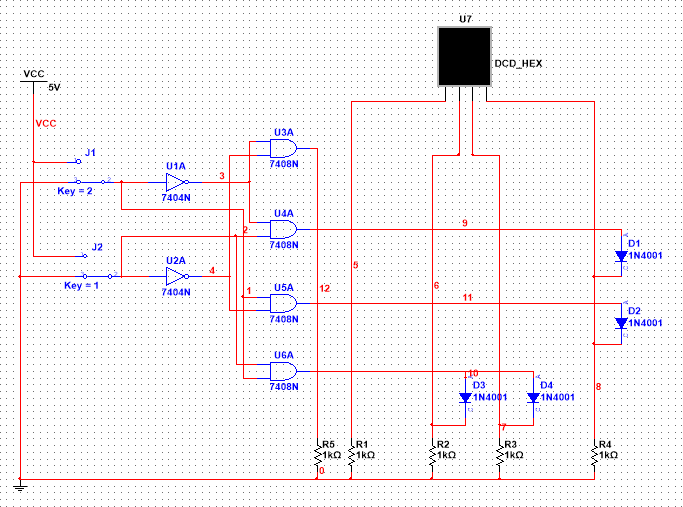 U7
DCD_HEX
VCC
5V
VCC
J1
Key = 2
U1A
7404N
3
U3A
7408N
U4A
7408N
2
9
D1
1N4001
J2
Key = 1
U2A
7404N
4
5
6
U5A
7408N
1
12
11
D2
1N4001
U6A
7408N
10
D3
1N4001
D4
1N4001
8
7
R5
1kΩ
R1
1kΩ
R2
1kΩ
R3
1kΩ
R4
1kΩ
0